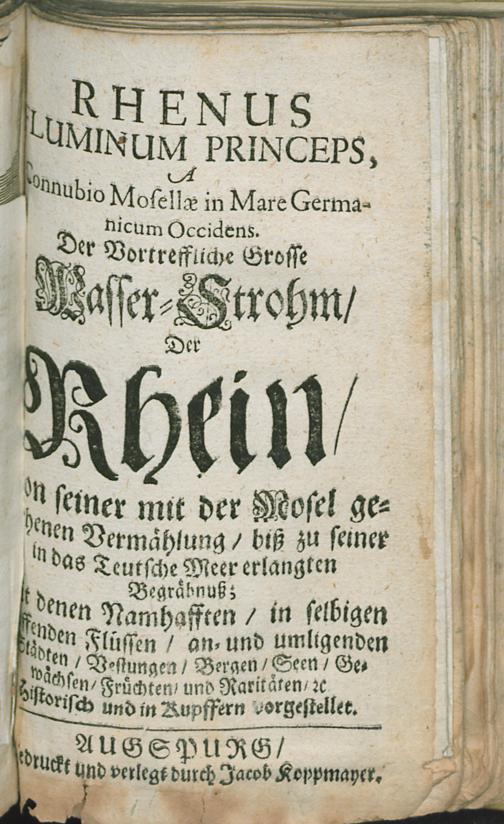 RHENUS
FLUMINUM PRINCEPS,
A
Connubio Moſellæ in Mare Germa-
nicum Occidens.
Der Vortreffliche Groſſe
Waſſer-Strohm/
Der
Rhein/
on ſeiner mit der Moſel ge-
henen Vermählung / biß zu ſeiner
in das Teutſche Meer erlangten
Begräbnuß;
t denen Namhafften / in ſelbigen
ffenden Flüſſen / an- und umligenden
Städten / Veſtungen / Bergen / Seen / Ge-
wächſen / Früchten / und Raritäten / ꝛc
Hiſtoriſch und in Kupffern vorgeſtellet.
AUGSPURG/
edruckt und verlegt durch Jacob Koppmayer.